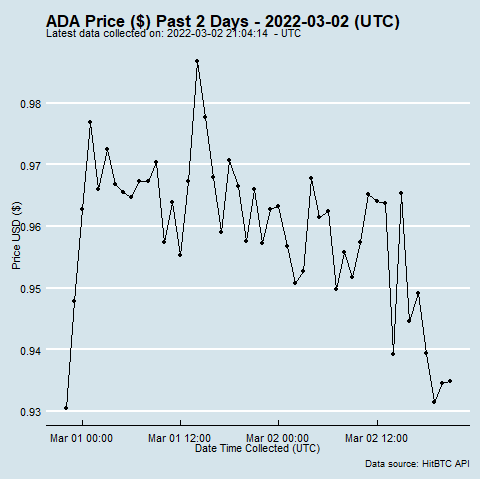 ADA Price ($) Past 2 Days - 2022-03-02 (UTC)
Latest data collected on: 2022-03-02 21:04:14 - UTC
0.98
0.97
0.96
0.95
0.94
0.93
Price USD ($)
Mar 01 00:00 Mar 01 12:00 Mar 02 00:00 Mar 02 12:00
Date Time Collected (UTC)
Data source: HitBTC API